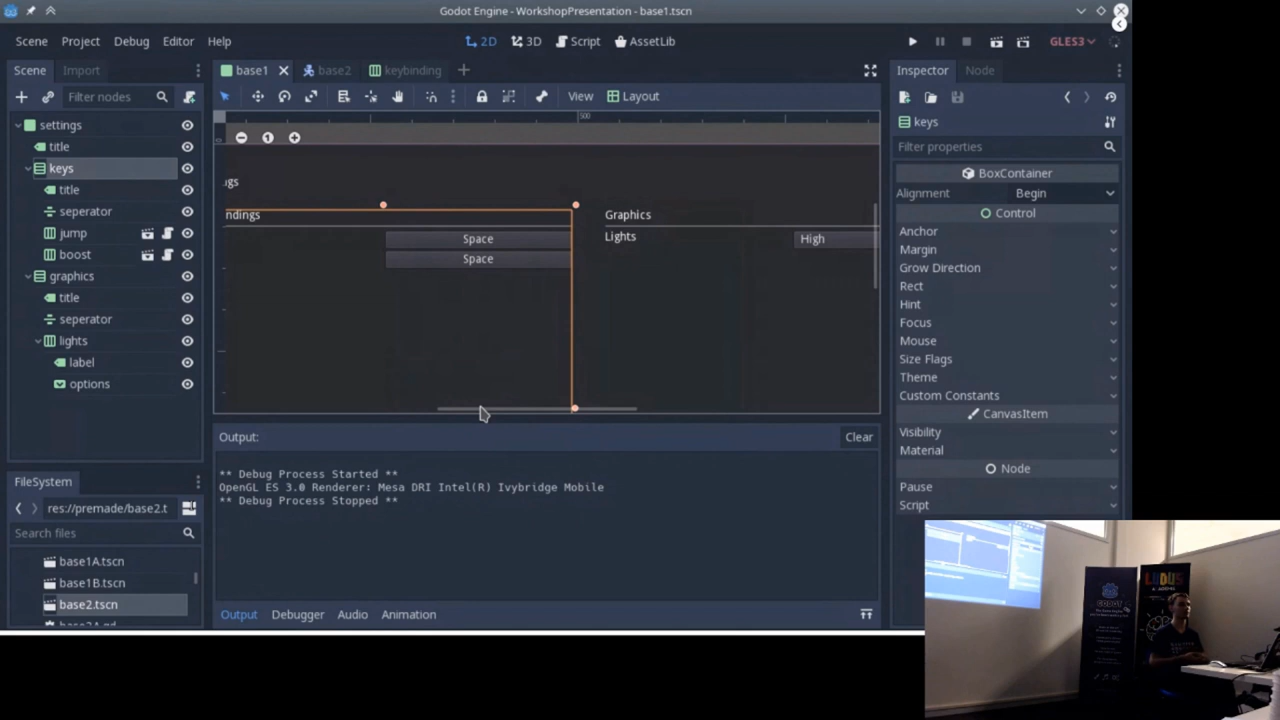 Godot Engine - WorkshopPresentation - base1.tscn
Scene Project Debug Editor Help
2D 3D Script AssetLib
GLES3
Scene Import
base1 base2 keybinding
Inspector Node
Filter nodes
View Layout
settings
title
keys
title
seperator
jump
boost
graphics
title
seperator
lights
label
options
500
ngs
ndings
Space
Space
Graphics
Lights
High
keys
Filter properties
BoxContainer
Alignment Begin
Control
Anchor
Margin
Grow Direction
Rect
Hint
Focus
Mouse
Size Flags
Theme
Custom Constants
CanvasItem
Visibility
Material
Node
Pause
Script
Output: Clear
** Debug Process Started **
OpenGL ES 3.0 Renderer: Mesa DRI Intel(R) Ivybridge Mobile
** Debug Process Stopped **
Output Debugger Audio Animation
FileSystem
res://premade/base2.t
Search files
base1A.tscn
base1B.tscn
base2.tscn
GODOT
LUDUS